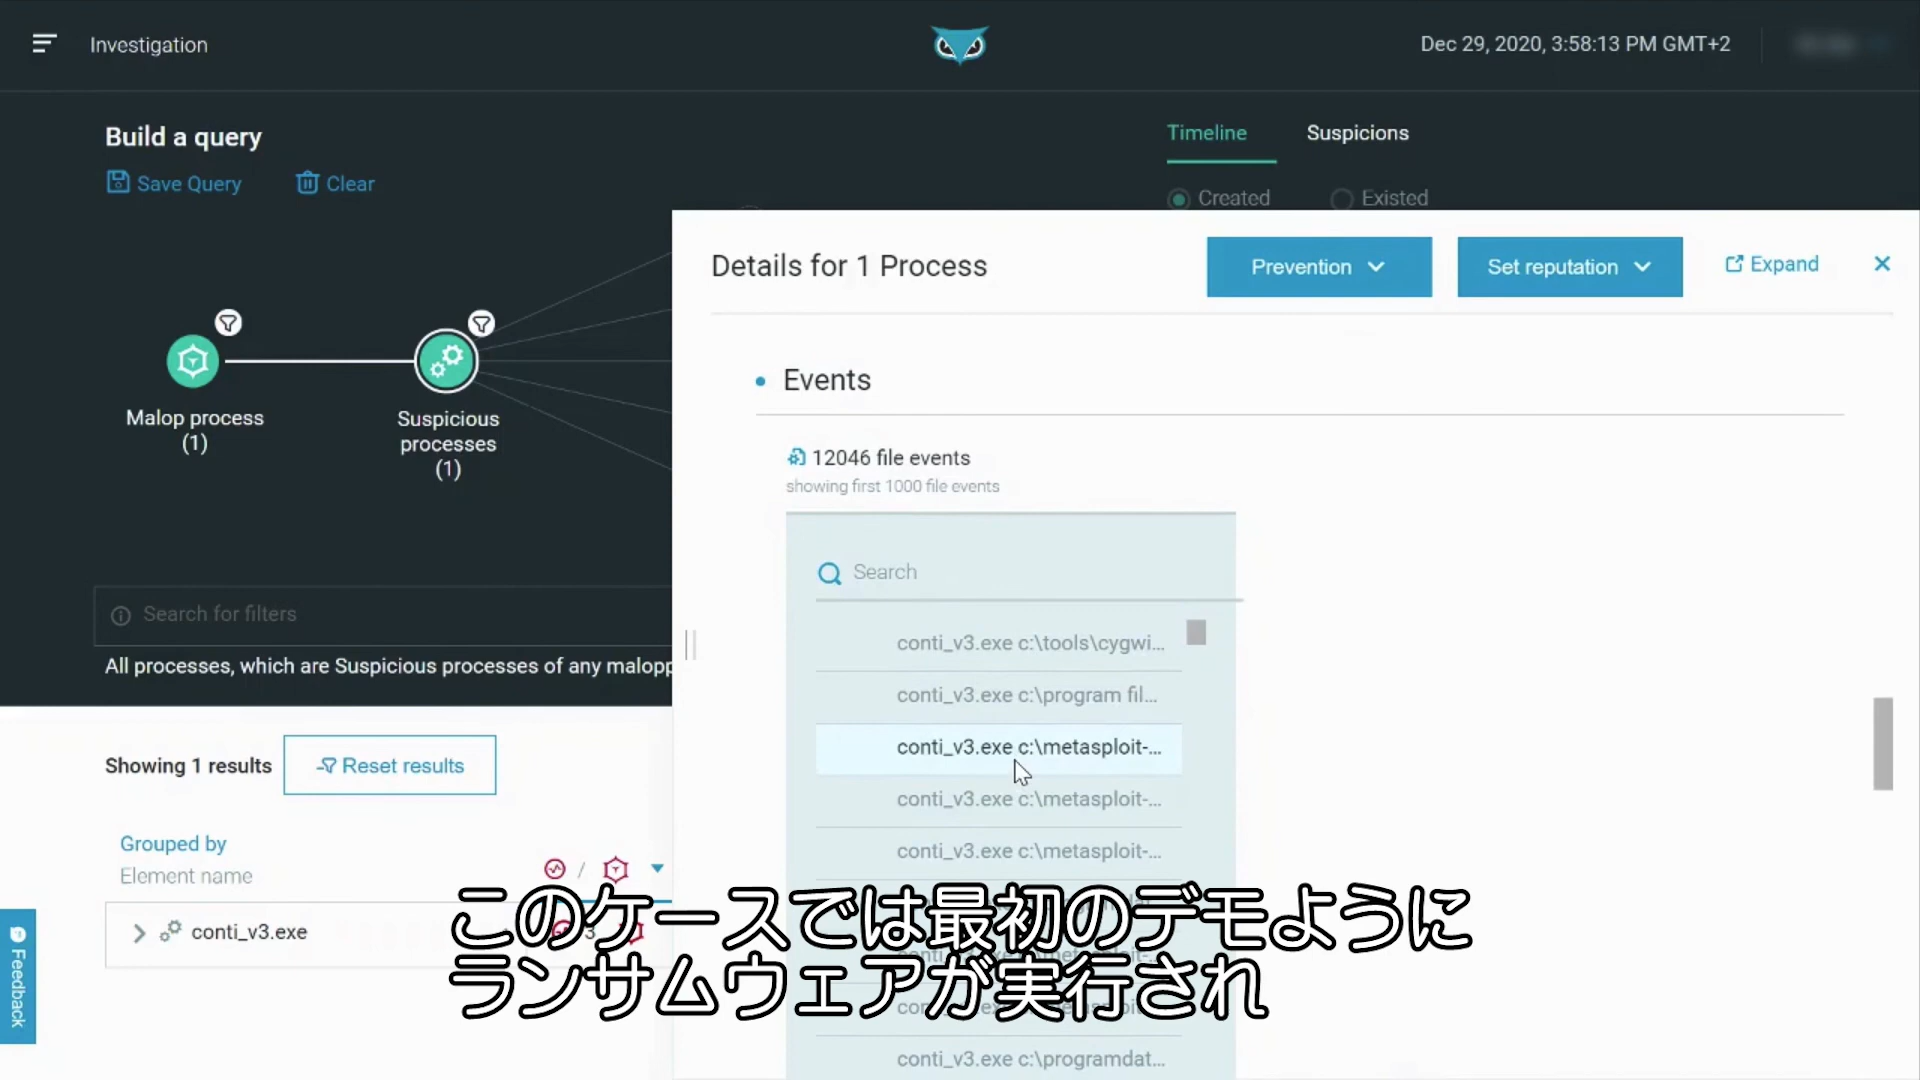 Investigation
Dec 29, 2020, 3:58:13 PM GMT+2
Build a query
Save Query
Clear
Timeline
Suspicions
Created
Existed
Malop process
(1)
Suspicious
processes
(1)
Search for filters
All processes, which are Suspicious processes of any malopp
Showing 1 results
Reset results
Grouped by
Element name
/
conti_v3.exe
3
Feedback
Details for 1 Process
Prevention
Set reputation
Expand
Events
12046 file events
showing first 1000 file events
Search
conti_v3.exe c:\tools\cygwi...
conti_v3.exe c:\program fil...
conti_v3.exe c:\metasploit-...
conti_v3.exe c:\metasploit-...
conti_v3.exe c:\metasploit-...
conti_v3.exe c:\programdat...
このケースでは最初のデモように
ランサムウェアが実行され